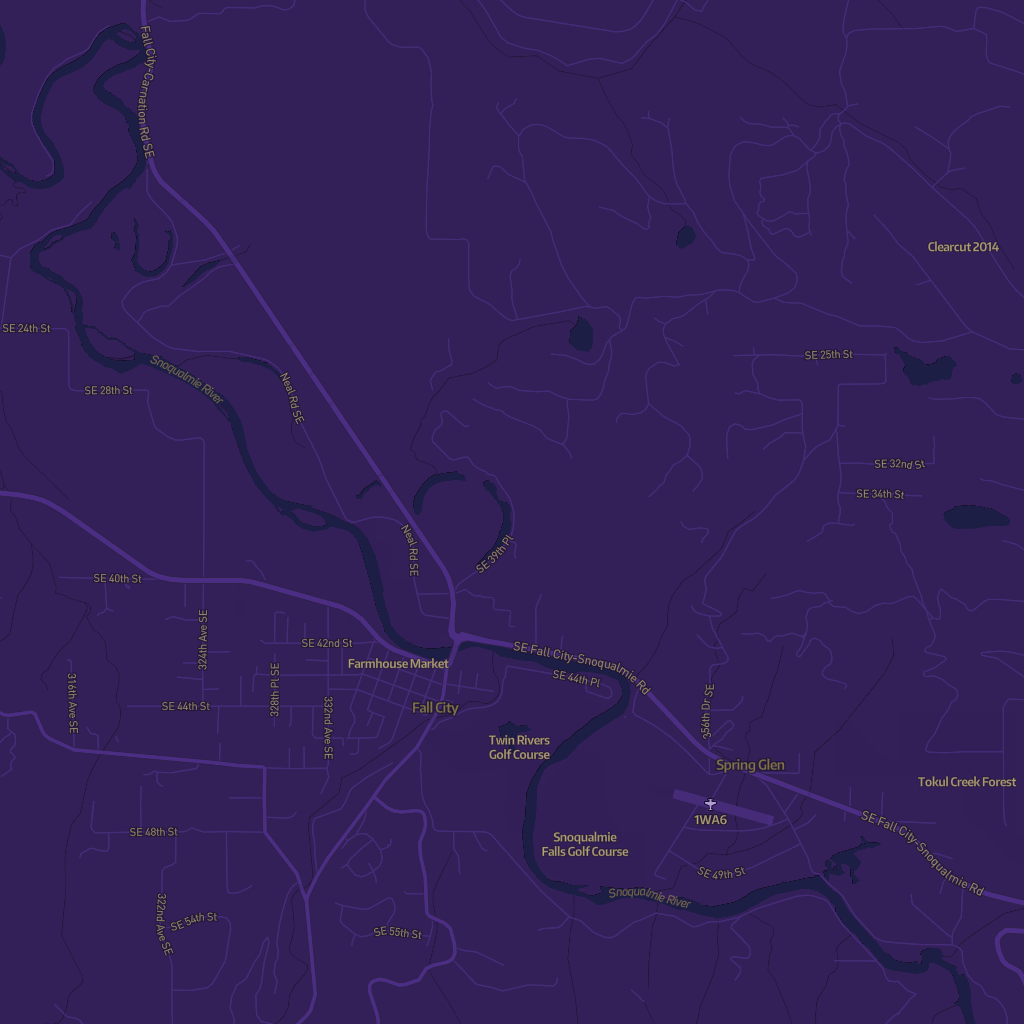 Fall City-Carnation Rd SE
Clearcut 2014
SE 24th St
SE 25th St
Snoqualmie River
SE 28th St
Neal Rd SE
SE 32nd St
SE 34th St
Neal Rd SE
SE 39th Pl
SE 40th St
324th Ave SE
SE 42nd St
SE Fall City-Snoqualmie Rd
Farmhouse Market
SE 44th Pl
316th Ave SE
328th Pl SE
332nd Ave SE
356th Dr SE
SE 44th St
Fall City
Twin Rivers
Golf Course
Spring Glen
Tokul Creek Forest
1WA6
SE 48th St
SE Fall City-Snoqualmie Rd
Snoqualmie
Falls Golf Course
SE 49th St
Snoqualmie River
322nd Ave SE
SE 54th St
SE 55th St